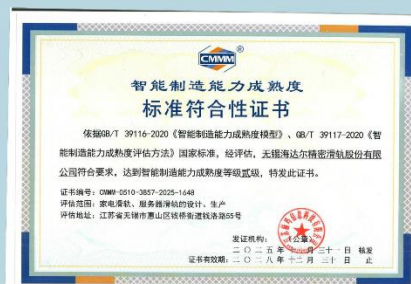 CMMM
智能制造能力成熟度
标准符合性证书
依据GB/T 39116-2020《智能制造能力成熟度模型》、GB/T 39117-2020《智
能制造能力成熟度评估方法》国家标准，经评估，无锡海达尔精密滑轨股份有限
公司符合要求，达到智能制造能力成熟度等级贰级，特发此证书。
证书编号：CMMM-0510-3857-2025-1648
评估范围：家电滑轨、服务器滑轨的设计、生产
评估地址：江苏省无锡市惠山区钱桥街道钱洛路55号
发证机构：（公章）
二〇二五年十二月三十一日 核发
证书有效期：二〇二八年十二月三十日 止